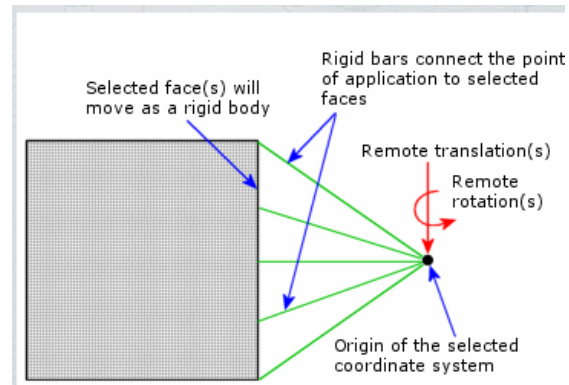 Rigid bars connect the point
of application to selected
faces
Selected face(s) will
move as a rigid body
Remote translation(s)
Remote
rotation(s)
Origin of the selected
coordinate system